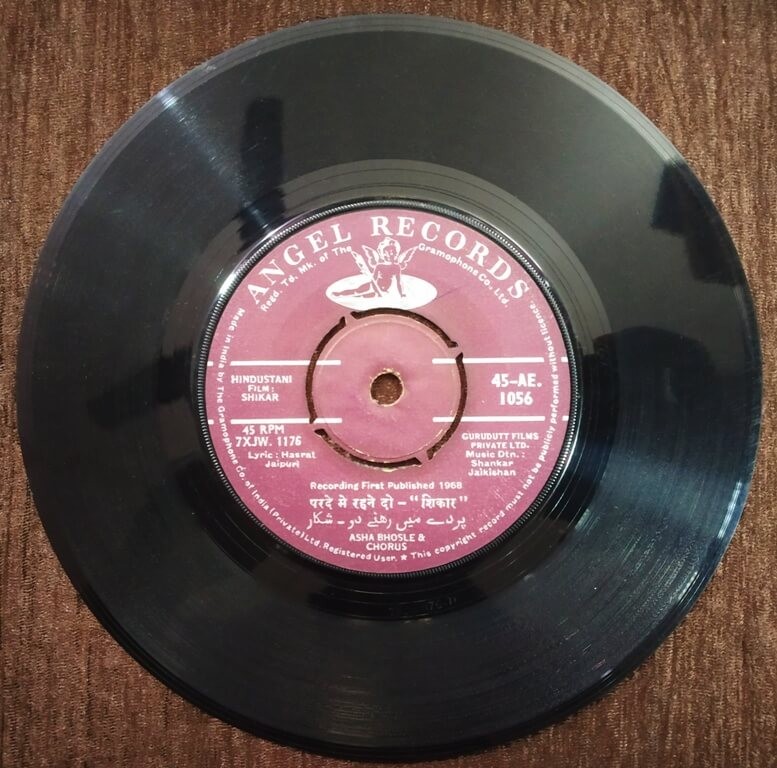 ANGEL RECORDS
Regd. Td. Mk. of The Gramophone Co., Ltd.
HINDUSTANI
FILM:
SHIKAR
45-AE.
1056
45 RPM
7XJW. 1176
Lyric: Hasrat
Jaipuri
GURUDUTT FILMS
PRIVATE LTD.
Music Dtn.:
Shankar
Jaikishan
Recording First Published 1968
परदे मे रहने दो - "शिकार"
پردے میں رھنے دو - شکار
ASHA BHOSLE &
CHORUS
Made in India by The Gramophone Co. of India (Private) Ltd. Registered User. ★ This copyright record must not be publicly performed without licence.